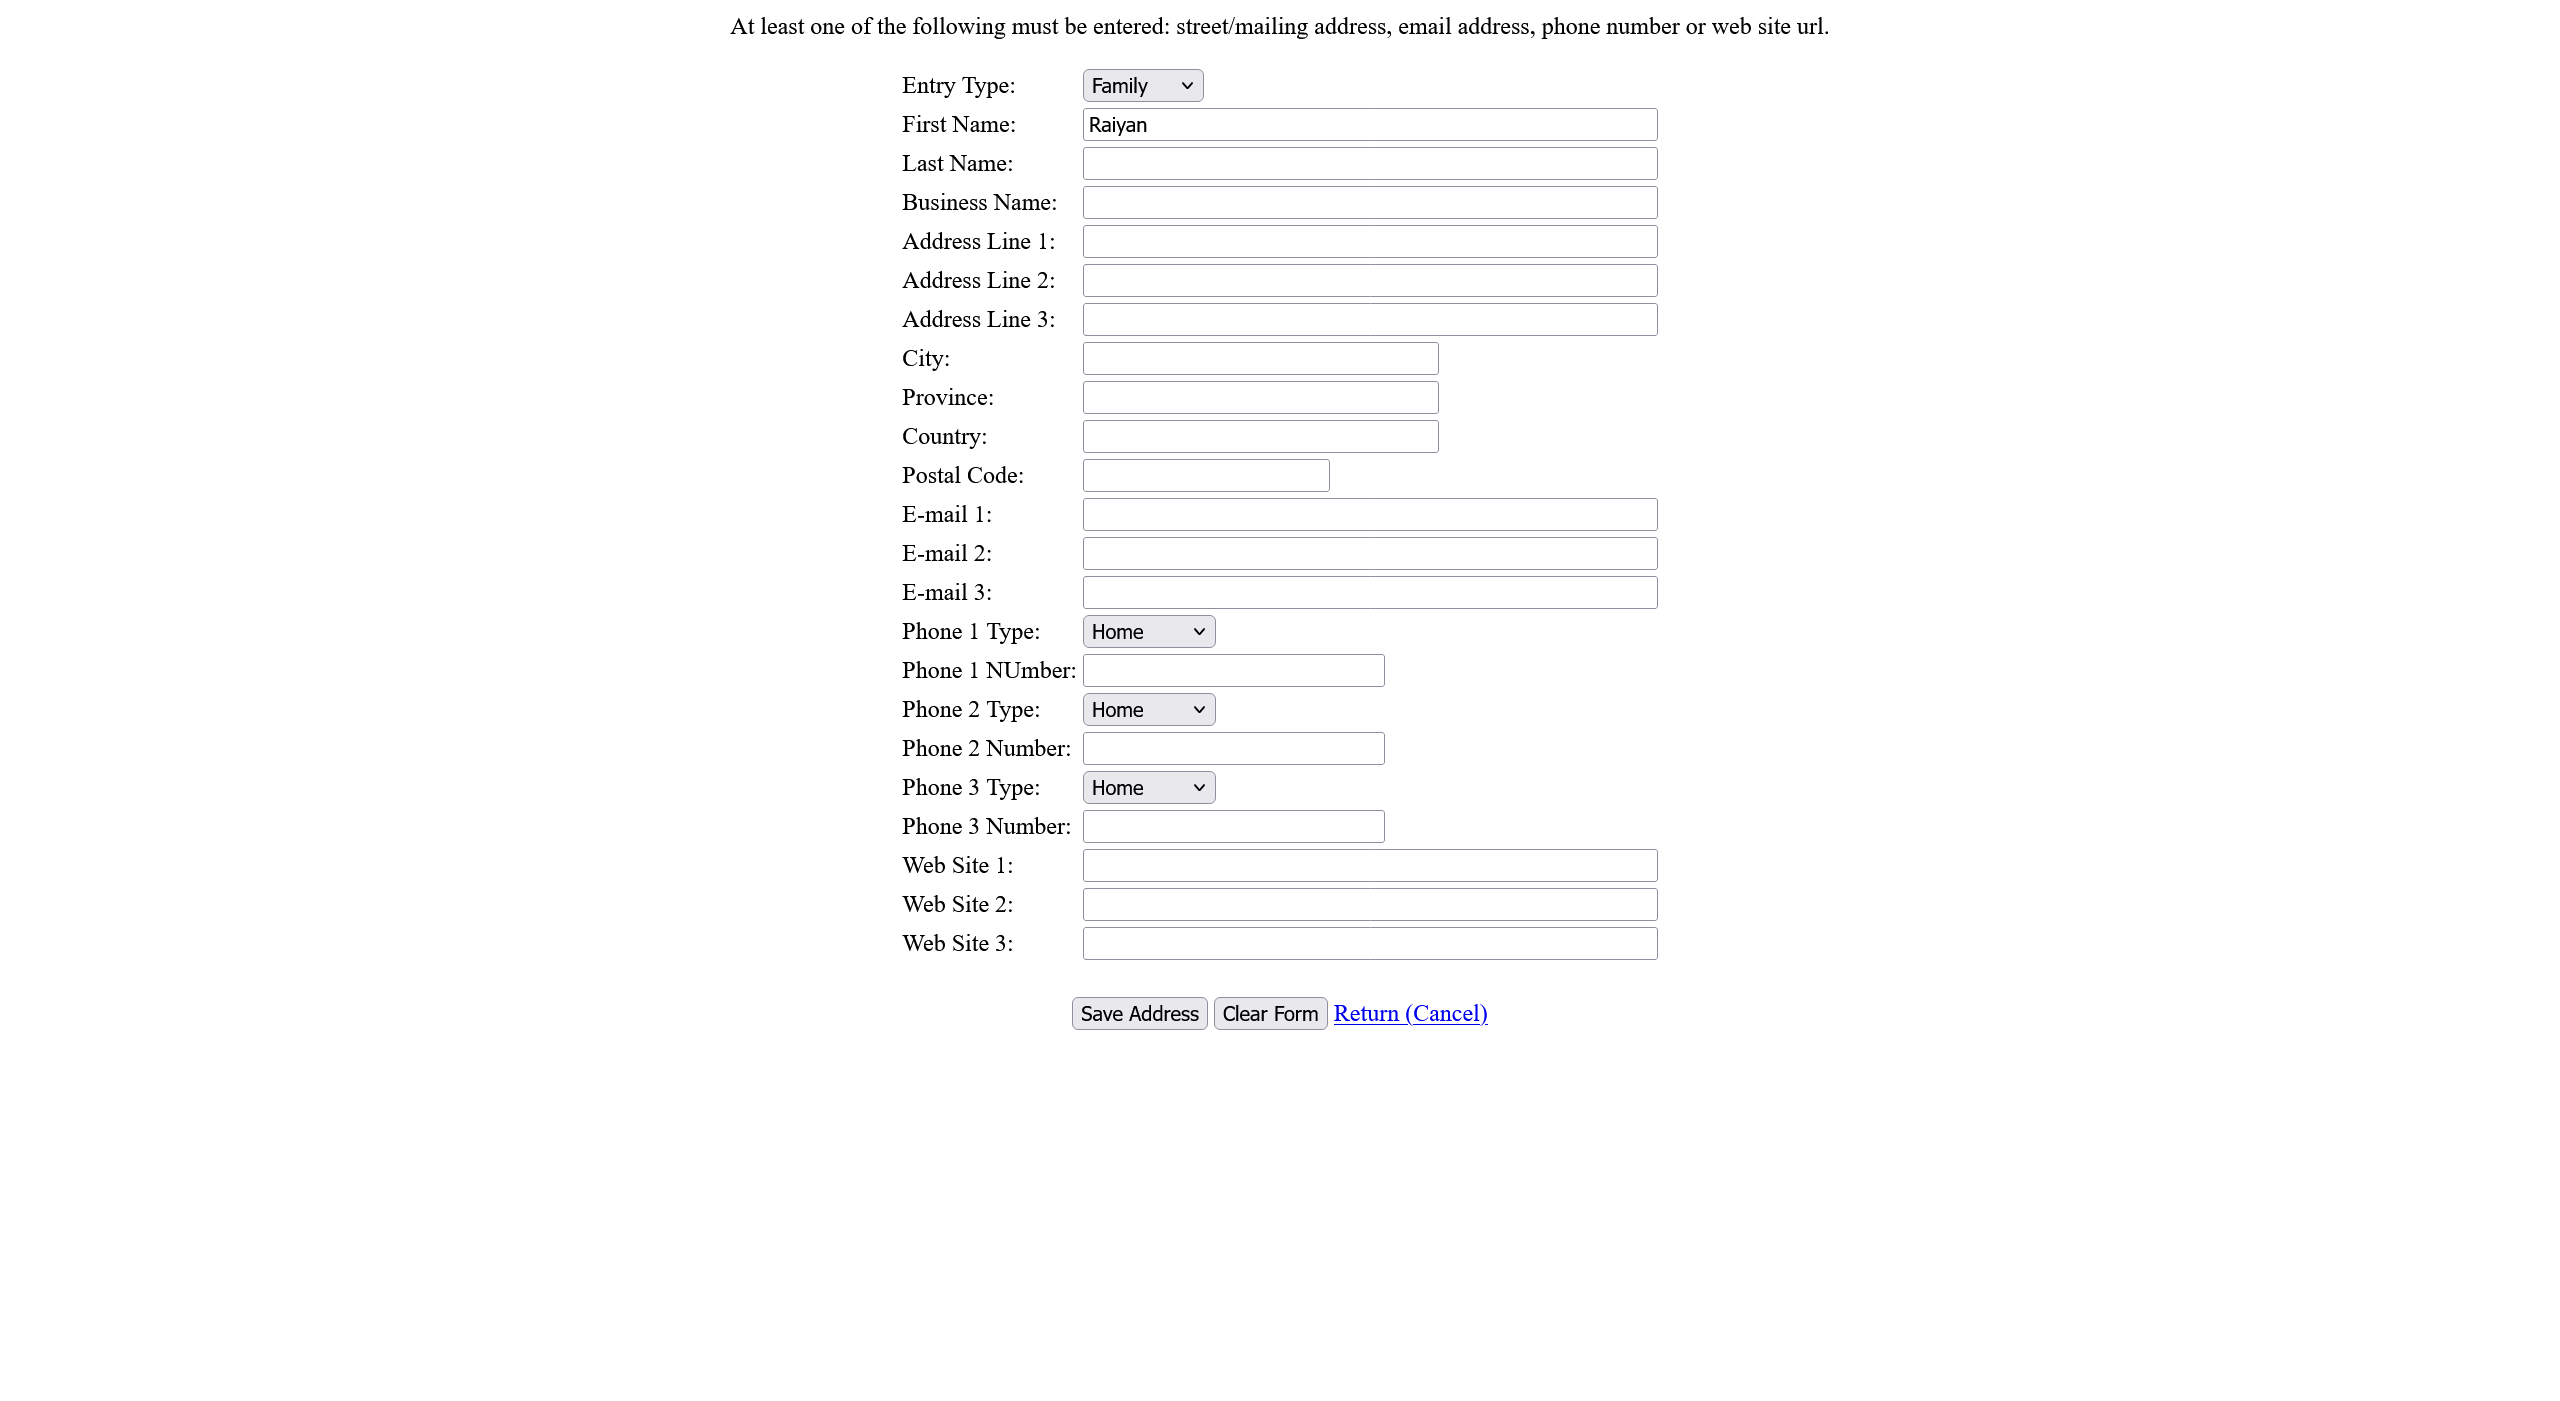 At least one of the following must be entered: street/mailing address, email address, phone number or web site url.
Entry Type: Family
First Name: Raiyan
Last Name:
Business Name:
Address Line 1:
Address Line 2:
Address Line 3:
City:
Province:
Country:
Postal Code:
E-mail 1:
E-mail 2:
E-mail 3:
Phone 1 Type: Home
Phone 1 NUmber:
Phone 2 Type: Home
Phone 2 Number:
Phone 3 Type: Home
Phone 3 Number:
Web Site 1:
Web Site 2:
Web Site 3:
Save Address Clear Form Return (Cancel)